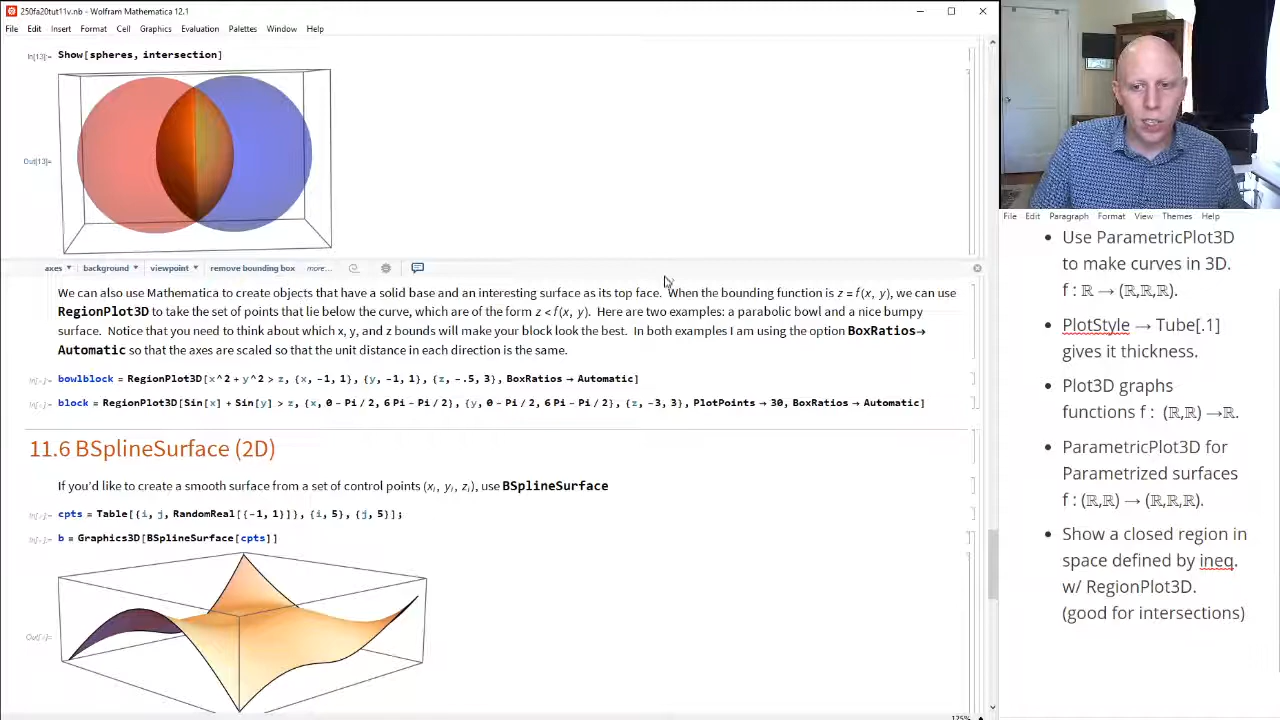 250fa20tut11v.nb - Wolfram Mathematica 12.1
File Edit Insert Format Cell Graphics Evaluation Palettes Window Help
In[13]:= Show[spheres, intersection]
Out[13]=
axes background viewpoint remove bounding box more...
We can also use Mathematica to create objects that have a solid base and an interesting surface as its top face. When the bounding function is z = f(x, y), we can use
RegionPlot3D to take the set of points that lie below the curve, which are of the form z < f(x, y). Here are two examples: a parabolic bowl and a nice bumpy
surface. Notice that you need to think about which x, y, and z bounds will make your block look the best. In both examples I am using the option BoxRatios→
Automatic so that the axes are scaled so that the unit distance in each direction is the same.
In[•]:= bowlblock = RegionPlot3D[x^2 + y^2 > z, {x, -1, 1}, {y, -1, 1}, {z, -.5, 3}, BoxRatios → Automatic]
In[•]:= block = RegionPlot3D[Sin[x] + Sin[y] > z, {x, 0 - Pi / 2, 6 Pi - Pi / 2}, {y, 0 - Pi / 2, 6 Pi - Pi / 2}, {z, -3, 3}, PlotPoints → 30, BoxRatios → Automatic]
11.6 BSplineSurface (2D)
If you'd like to create a smooth surface from a set of control points (xᵢ, yᵢ, zᵢ), use BSplineSurface
In[•]:= cpts = Table[{i, j, RandomReal[{-1, 1}]}, {i, 5}, {j, 5}];
In[•]:= b = Graphics3D[BSplineSurface[cpts]]
Out[•]=
125%
File Edit Paragraph Format View Themes Help
• Use ParametricPlot3D
to make curves in 3D.
f : ℝ → (ℝ,ℝ,ℝ).
• PlotStyle → Tube[.1]
gives it thickness.
• Plot3D graphs
functions f : (ℝ,ℝ) →ℝ.
• ParametricPlot3D for
Parametrized surfaces
f : (ℝ,ℝ) → (ℝ,ℝ,ℝ).
• Show a closed region in
space defined by ineq.
w/ RegionPlot3D.
(good for intersections)